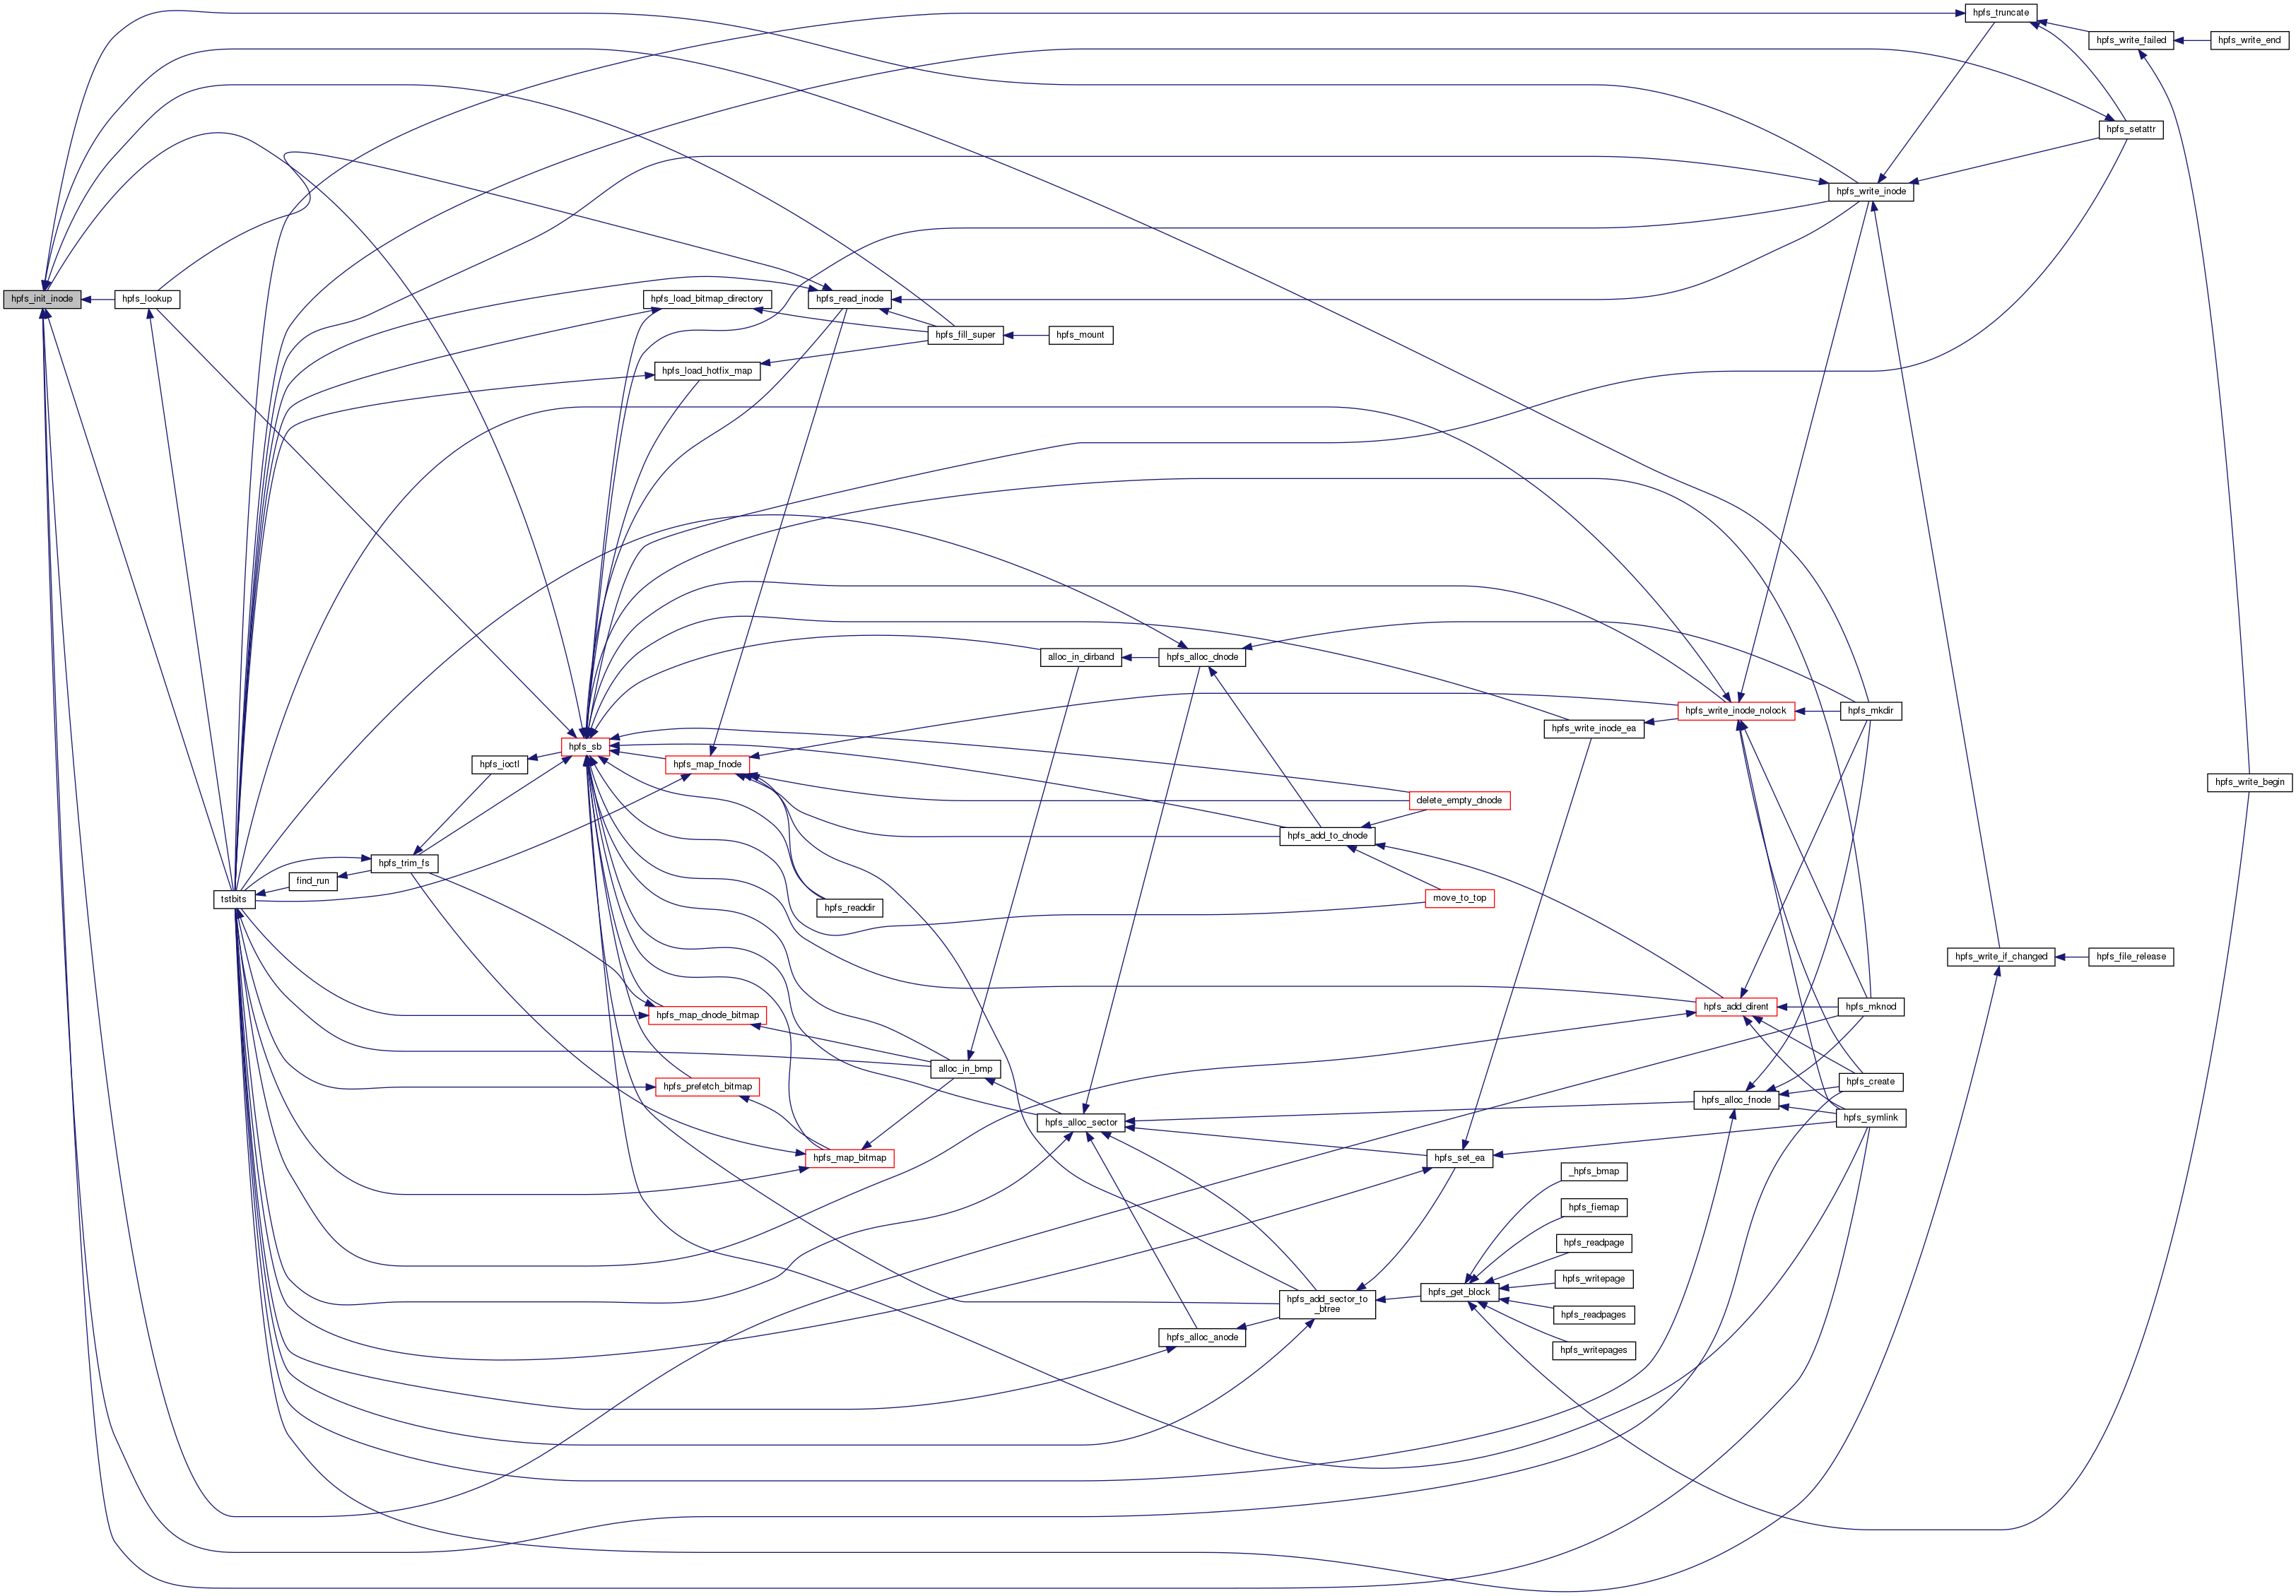 hpfs_truncate
hpfs_write_failed
hpfs_write_end
hpfs_setattr
hpfs_write_inode
hpfs_init_inode
hpfs_lookup
hpfs_load_bitmap_directory
hpfs_read_inode
hpfs_fill_super
hpfs_mount
hpfs_load_hotfix_map
alloc_in_dirband
hpfs_alloc_dnode
hpfs_write_inode_nolock
hpfs_mkdir
hpfs_write_inode_ea
hpfs_sb
hpfs_ioctl
hpfs_map_fnode
hpfs_write_begin
delete_empty_dnode
hpfs_add_to_dnode
hpfs_trim_fs
find_run
tstbits
move_to_top
hpfs_readdir
hpfs_write_if_changed
hpfs_file_release
hpfs_add_dirent
hpfs_mknod
hpfs_map_dnode_bitmap
alloc_in_bmp
hpfs_create
hpfs_prefetch_bitmap
hpfs_alloc_fnode
hpfs_symlink
hpfs_alloc_sector
hpfs_map_bitmap
hpfs_set_ea
_hpfs_bmap
hpfs_fiemap
hpfs_readpage
hpfs_writepage
hpfs_get_block
hpfs_add_sector_to
_btree
hpfs_readpages
hpfs_alloc_anode
hpfs_writepages